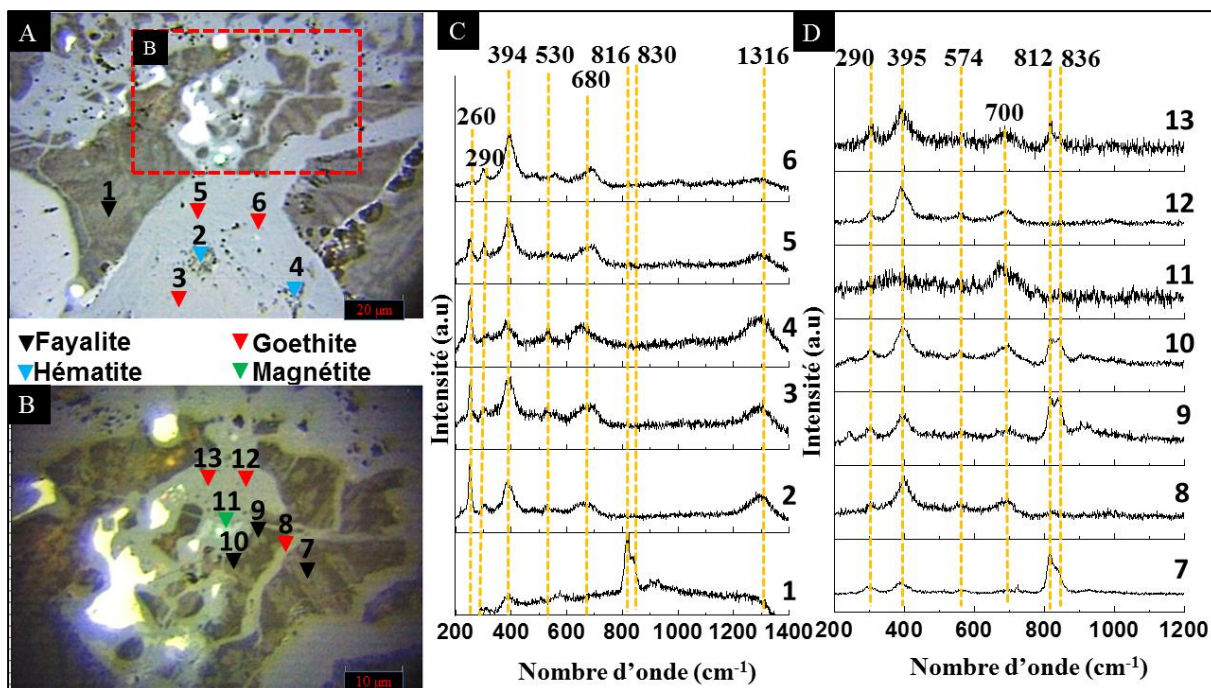 A
B
1
5
6
2
3
4
20 µm
Fayalite
Goethite
Hématite
Magnétite
B
13
12
11
9
8
10
7
10 µm
C
394 530 816 830 1316
680
260
290
6
5
4
3
2
1
Intensité (a.u)
200 400 600 800 1000 1200 1400
Nombre d'onde (cm-1)
D
290 395 574 812 836
700
13
12
11
10
9
8
7
Intensité (a.u)
200 400 600 800 1000 1200
Nombre d'onde (cm-1)